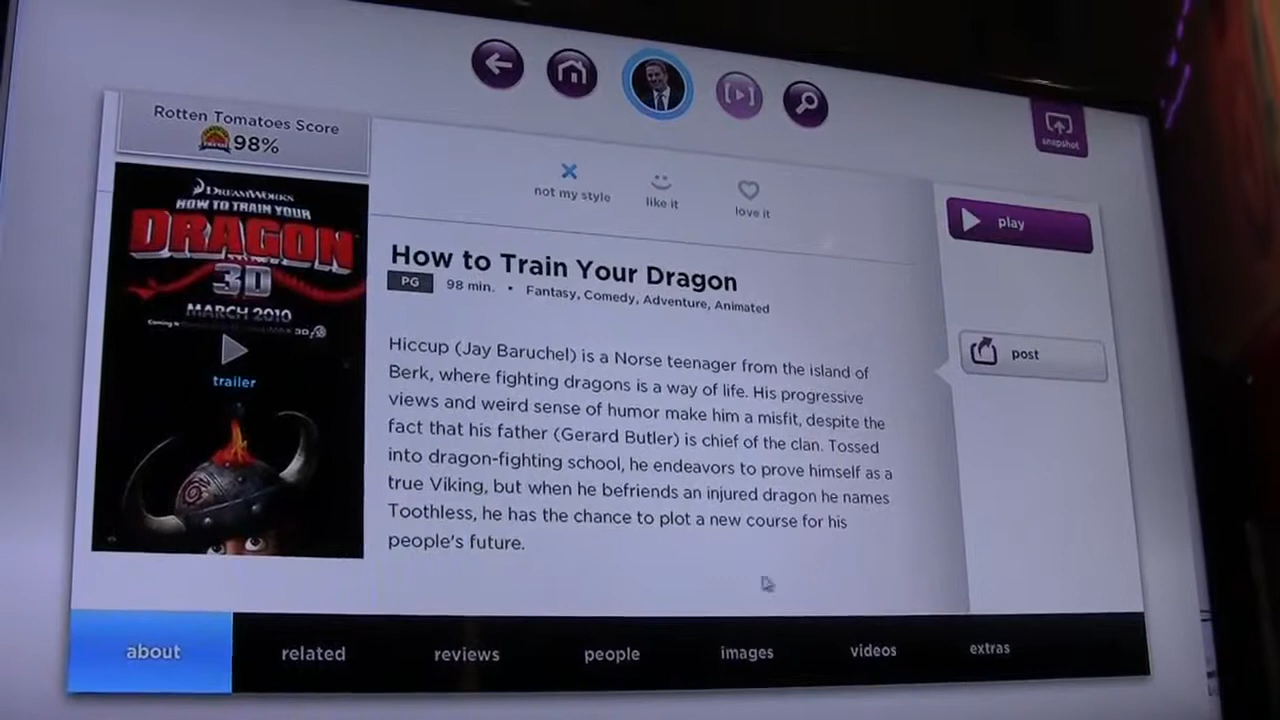 snapshot
Rotten Tomatoes Score
98%
not my style
like it
love it
play
DREAMWORKS
HOW TO TRAIN YOUR
DRAGON
3D
MARCH 2010
trailer
How to Train Your Dragon
PG 98 min. • Fantasy, Comedy, Adventure, Animated
post
Hiccup (Jay Baruchel) is a Norse teenager from the island of
Berk, where fighting dragons is a way of life. His progressive
views and weird sense of humor make him a misfit, despite the
fact that his father (Gerard Butler) is chief of the clan. Tossed
into dragon-fighting school, he endeavors to prove himself as a
true Viking, but when he befriends an injured dragon he names
Toothless, he has the chance to plot a new course for his
people's future.
about related reviews people images videos extras